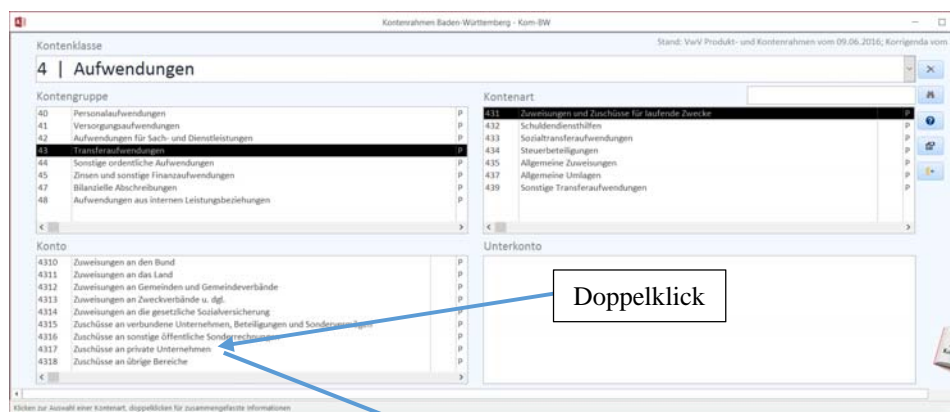 Kontenrahmen Baden-Württemberg - Kom-BW
Stand: VwV Produkt- und Kontenrahmen vom 09.06.2016; Korrigenda vom
Kontenklasse
4 | Aufwendungen
Kontengruppe
40 Personalaufwendungen P
41 Versorgungsaufwendungen P
42 Aufwendungen für Sach- und Dienstleistungen P
43 Transferaufwendungen P
44 Sonstige ordentliche Aufwendungen P
45 Zinsen und sonstige Finanzaufwendungen P
47 Bilanzielle Abschreibungen P
48 Aufwendungen aus internen Leistungsbeziehungen P
Kontenart
431 Zuweisungen und Zuschüsse für laufende Zwecke P
432 Schuldendiensthilfen P
433 Sozialtransferaufwendungen P
434 Steuerbeteiligungen P
435 Allgemeine Zuweisungen P
437 Allgemeine Umlagen P
439 Sonstige Transferaufwendungen P
Konto
4310 Zuweisungen an den Bund P
4311 Zuweisungen an das Land P
4312 Zuweisungen an Gemeinden und Gemeindeverbände P
4313 Zuweisungen an Zweckverbände u. dgl. P
4314 Zuweisungen an die gesetzliche Sozialversicherung P
4315 Zuschüsse an verbundene Unternehmen, Beteiligungen und Sondervermögen P
4316 Zuschüsse an sonstige öffentliche Sonderrechnungen P
4317 Zuschüsse an private Unternehmen P
4318 Zuschüsse an übrige Bereiche P
Unterkonto
Doppelklick
Klicken zur Auswahl einer Kontenart, doppelklicken für zusammengefasste Informationen